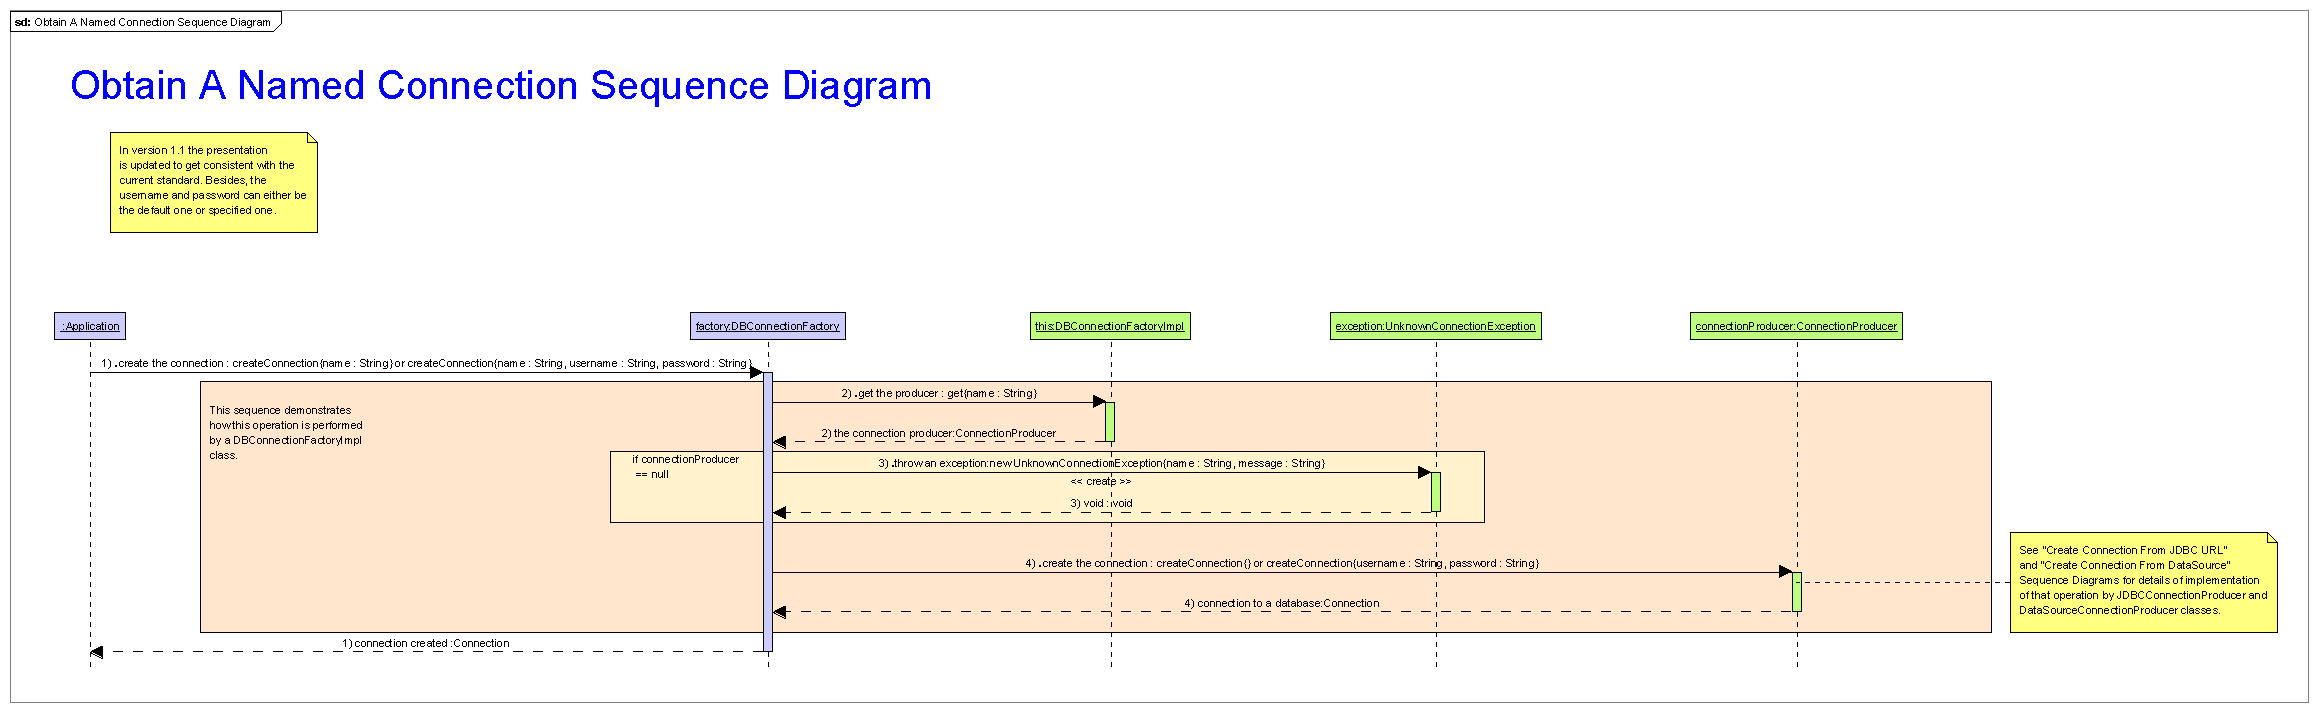 sd: Obtain A Named Connection Sequence Diagram
Obtain A Named Connection Sequence Diagram
In version 1.1 the presentation
is updated to get consistent with the
current standard. Besides, the
username and password can either be
the default one or specified one.
:Application
factory:DBConnectionFactory
this:DBConnectionFactoryImpl
exception:UnknownConnectionException
connectionProducer:ConnectionProducer
1) .create the connection : createConnection{name : String} or createConnection{name : String, username : String, password : String}
This sequence demonstrates
how this operation is performed
by a DBConnectionFactoryImpl
class.
2) .get the producer : get{name : String}
2) the connection producer:ConnectionProducer
if connectionProducer
== null
3) .throw an exception:new UnknownConnectionException{name : String, message : String}
<< create >>
3) void : void
4) .create the connection : createConnection{} or createConnection{username : String, password : String}
4) connection to a database:Connection
See "Create Connection From JDBC URL"
and "Create Connection From DataSource"
Sequence Diagrams for details of implementation
of that operation by JDBCConnectionProducer and
DataSourceConnectionProducer classes.
1) connection created :Connection